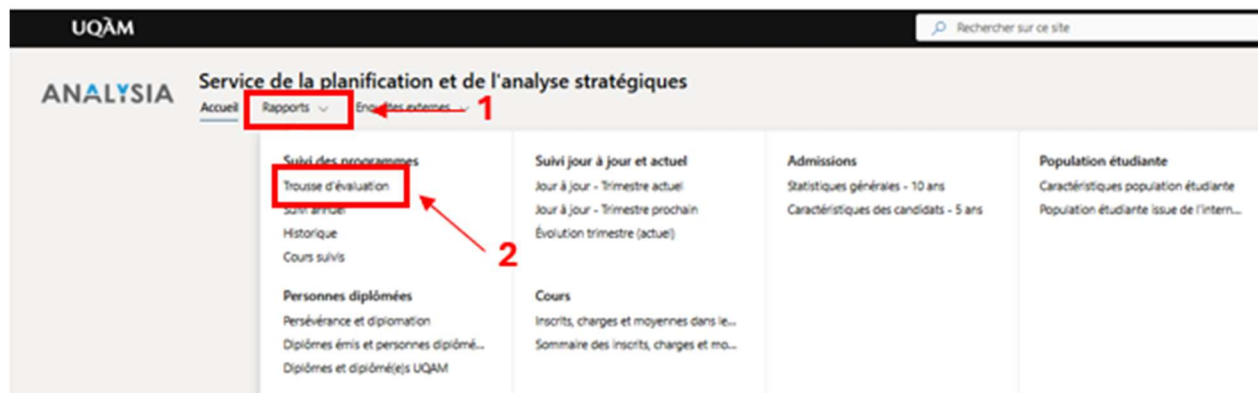 UQÀM
Rechercher sur ce site
ANALYSIA
Service de la planification et de l'analyse stratégiques
Accueil Rapports Enquêtes externes
1
Suivi des programmes
Trousse d'évaluation
Suivi annuel
Historique
Cours suivis
2
Suivi jour à jour et actuel
Jour à jour - Trimestre actuel
Jour à jour - Trimestre prochain
Évolution trimestre (actuel)
Admissions
Statistiques générales - 10 ans
Caractéristiques des candidats - 5 ans
Population étudiante
Caractéristiques population étudiante
Population étudiante issue de l'intern...
Personnes diplômées
Persévérance et diplomation
Diplômes émis et personnes diplômé...
Diplômes et diplômé(e)s UQAM
Cours
Inscrits, charges et moyennes dans le...
Sommaire des inscrits, charges et mo...